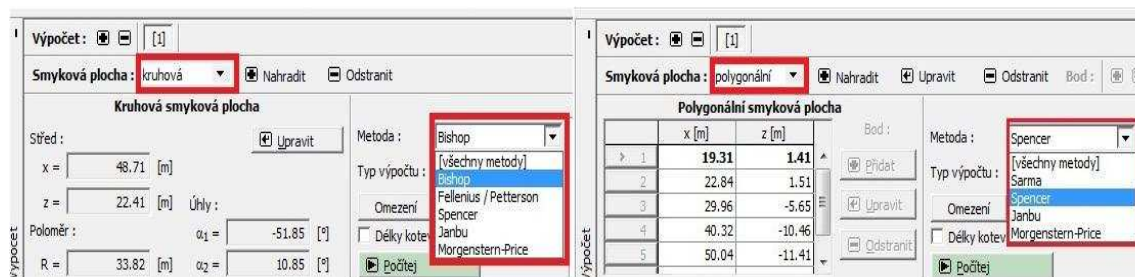 Výpočet : [1]
Smyková plocha : kruhová Nahradit Odstranit
Kruhová smyková plocha
Střed : Upravit
x = 48.71 [m]
z = 22.41 [m] Úhly :
Poloměr : α1 = -51.85 [°]
R = 33.82 [m] α2 = 10.85 [°]
Metoda : Bishop
[všechny metody]
Typ výpočtu : Bishop
Fellenius / Petterson
Omezení Spencer
Janbu
Délky kotev Morgenstern-Price
Počítej
Výpočet
Výpočet : [1]
Smyková plocha : polygonální Nahradit Upravit Odstranit Bod :
Polygonální smyková plocha
x [m] z [m]
> 1 19.31 1.41
2 22.84 1.51
3 29.96 -5.65
4 40.32 -10.46
5 50.04 -11.41
Bod :
Přidat
Upravit
Odstranit
Metoda : Spencer
[všechny metody]
Typ výpočtu : Sarma
Spencer
Omezení Janbu
Délky kotev Morgenstern-Price
Počítej
Výpočet